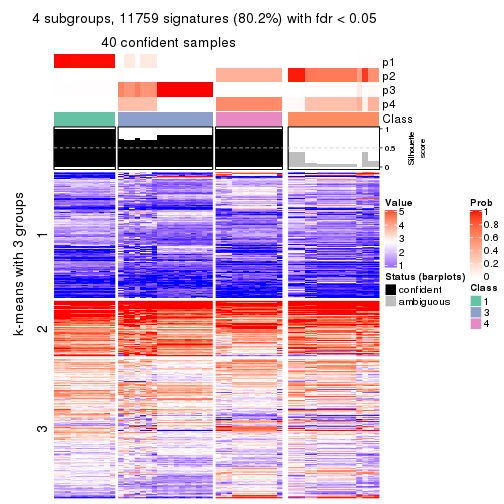 4 subgroups, 11759 signatures (80.2%) with fdr < 0.05
40 confident samples
p1
p2
p3
p4
Class
1
0.5
0
Silhouette
score
k-means with 3 groups
1
2
3
Value
5
4
3
2
1
Status (barplots)
confident
ambiguous
Prob
1
0.8
0.6
0.4
0.2
0
Class
1
3
4